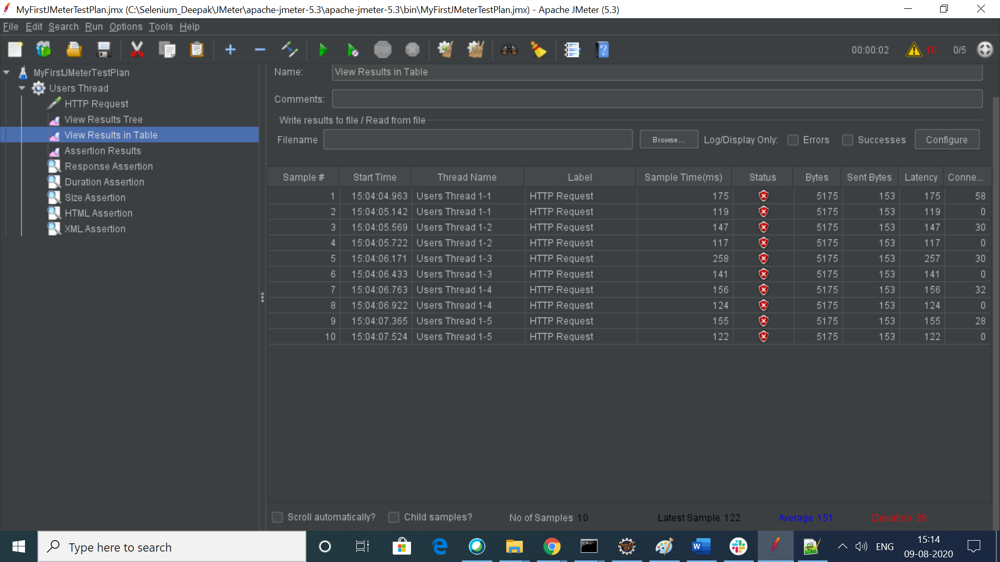 MyFirstJMeterTestPlan.jmx (C:\Selenium_Deepak\JMeter\apache-jmeter-5.3\apache-jmeter-5.3\bin\MyFirstJMeterTestPlan.jmx) - Apache JMeter (5.3)
File Edit Search Run Options Tools Help
STOP ? 00:00:02 10 0/5
MyFirstJMeterTestPlan
Users Thread
HTTP Request
View Results Tree
View Results in Table
Assertion Results
Response Assertion
Duration Assertion
Size Assertion
HTML Assertion
XML Assertion
Name: View Results in Table
Comments:
Write results to file / Read from file
Filename Browse... Log/Display Only: Errors Successes Configure
Sample # Start Time Thread Name Label Sample Time(ms) Status Bytes Sent Bytes Latency Conne...
1 15:04:04.963 Users Thread 1-1 HTTP Request 175 5175 153 175 58
2 15:04:05.142 Users Thread 1-1 HTTP Request 119 5175 153 119 0
3 15:04:05.569 Users Thread 1-2 HTTP Request 147 5175 153 147 30
4 15:04:05.722 Users Thread 1-2 HTTP Request 117 5175 153 117 0
5 15:04:06.171 Users Thread 1-3 HTTP Request 258 5175 153 257 30
6 15:04:06.433 Users Thread 1-3 HTTP Request 141 5175 153 141 0
7 15:04:06.763 Users Thread 1-4 HTTP Request 156 5175 153 156 32
8 15:04:06.922 Users Thread 1-4 HTTP Request 124 5175 153 124 0
9 15:04:07.365 Users Thread 1-5 HTTP Request 155 5175 153 155 28
10 15:04:07.524 Users Thread 1-5 HTTP Request 122 5175 153 122 0
Scroll automatically? Child samples? No of Samples 10 Latest Sample 122 Average 151 Deviation 39
Type here to search
Java EE
IDE
W
ENG
15:14
09-08-2020